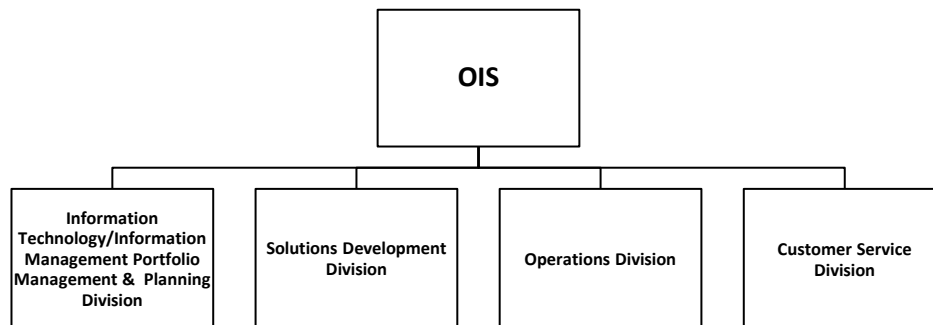 OIS
Information
Technology/Information
Management Portfolio
Management & Planning
Division
Solutions Development
Division
Operations Division
Customer Service
Division